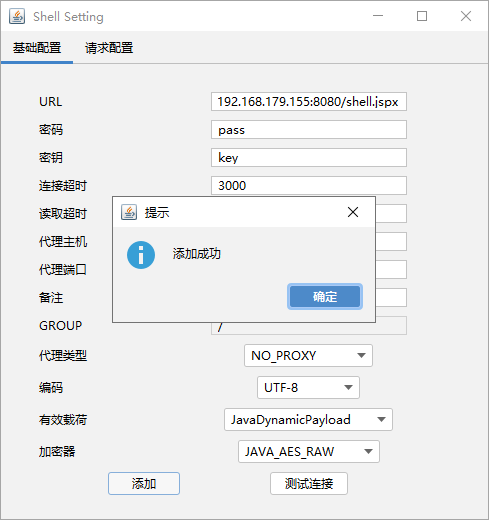 Shell Setting
基础配置 请求配置
URL 192.168.179.155:8080/shell.jspx
密码 pass
密钥 key
连接超时 3000
读取超时
提示
代理主机
添加成功
代理端口
备注
确定
GROUP /
代理类型 NO_PROXY
编码 UTF-8
有效载荷 JavaDynamicPayload
加密器 JAVA_AES_RAW
添加 测试连接